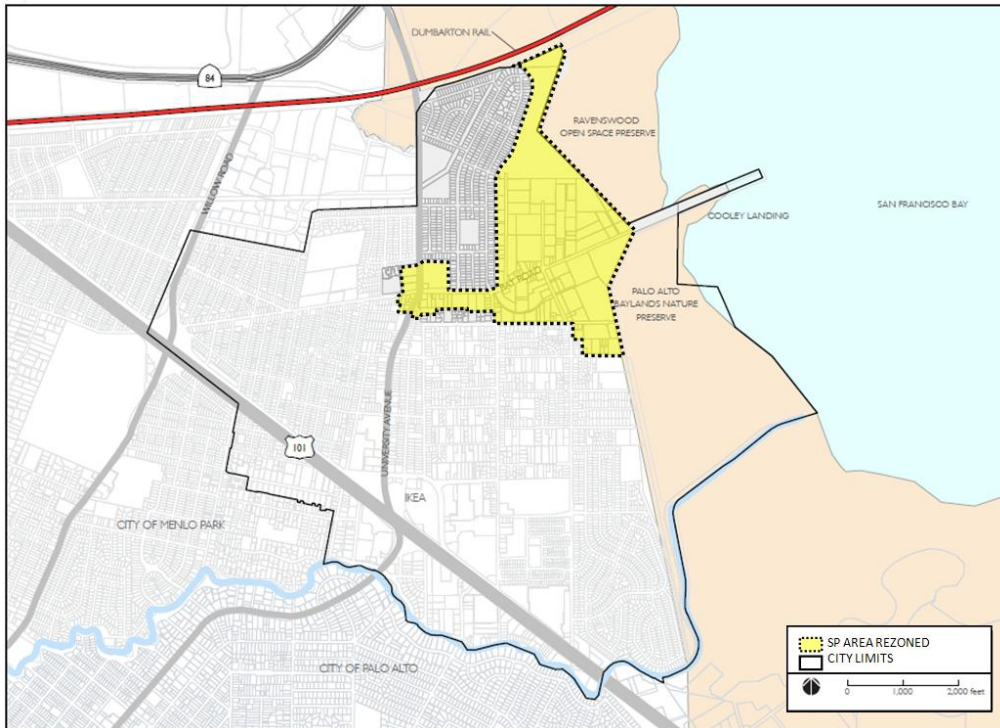 DUMBARTON RAIL
84
RAVENSWOOD
OPEN SPACE PRESERVE
WILLOW ROAD
COOLEY LANDING
SAN FRANCISCO BAY
BAY ROAD
PALO ALTO
BAYLANDS NATURE
PRESERVE
UNIVERSITY AVENUE
101
IKEA
CITY OF MENLO PARK
CITY OF PALO ALTO
SP AREA REZONED
CITY LIMITS
0 1,000 2,000 feet